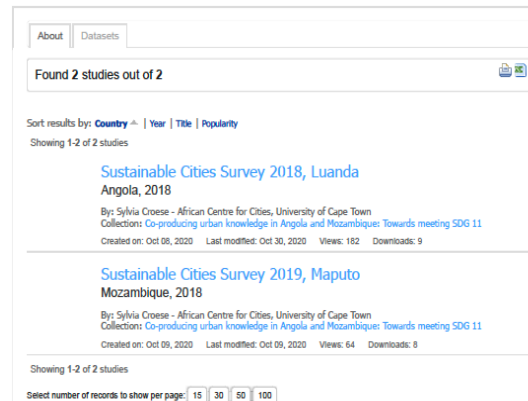 About Datasets
Found 2 studies out of 2
Sort results by: Country | Year | Title | Popularity
Showing 1-2 of 2 studies
Sustainable Cities Survey 2018, Luanda
Angola, 2018
By: Sylvia Croese - African Centre for Cities, University of Cape Town
Collection: Co-producing urban knowledge in Angola and Mozambique: Towards meeting SDG 11
Created on: Oct 08, 2020 Last modified: Oct 30, 2020 Views: 182 Downloads: 9
Sustainable Cities Survey 2019, Maputo
Mozambique, 2018
By: Sylvia Croese - African Centre for Cities, University of Cape Town
Collection: Co-producing urban knowledge in Angola and Mozambique: Towards meeting SDG 11
Created on: Oct 09, 2020 Last modified: Oct 09, 2020 Views: 64 Downloads: 8
Showing 1-2 of 2 studies
Select number of records to show per page: 15 30 50 100